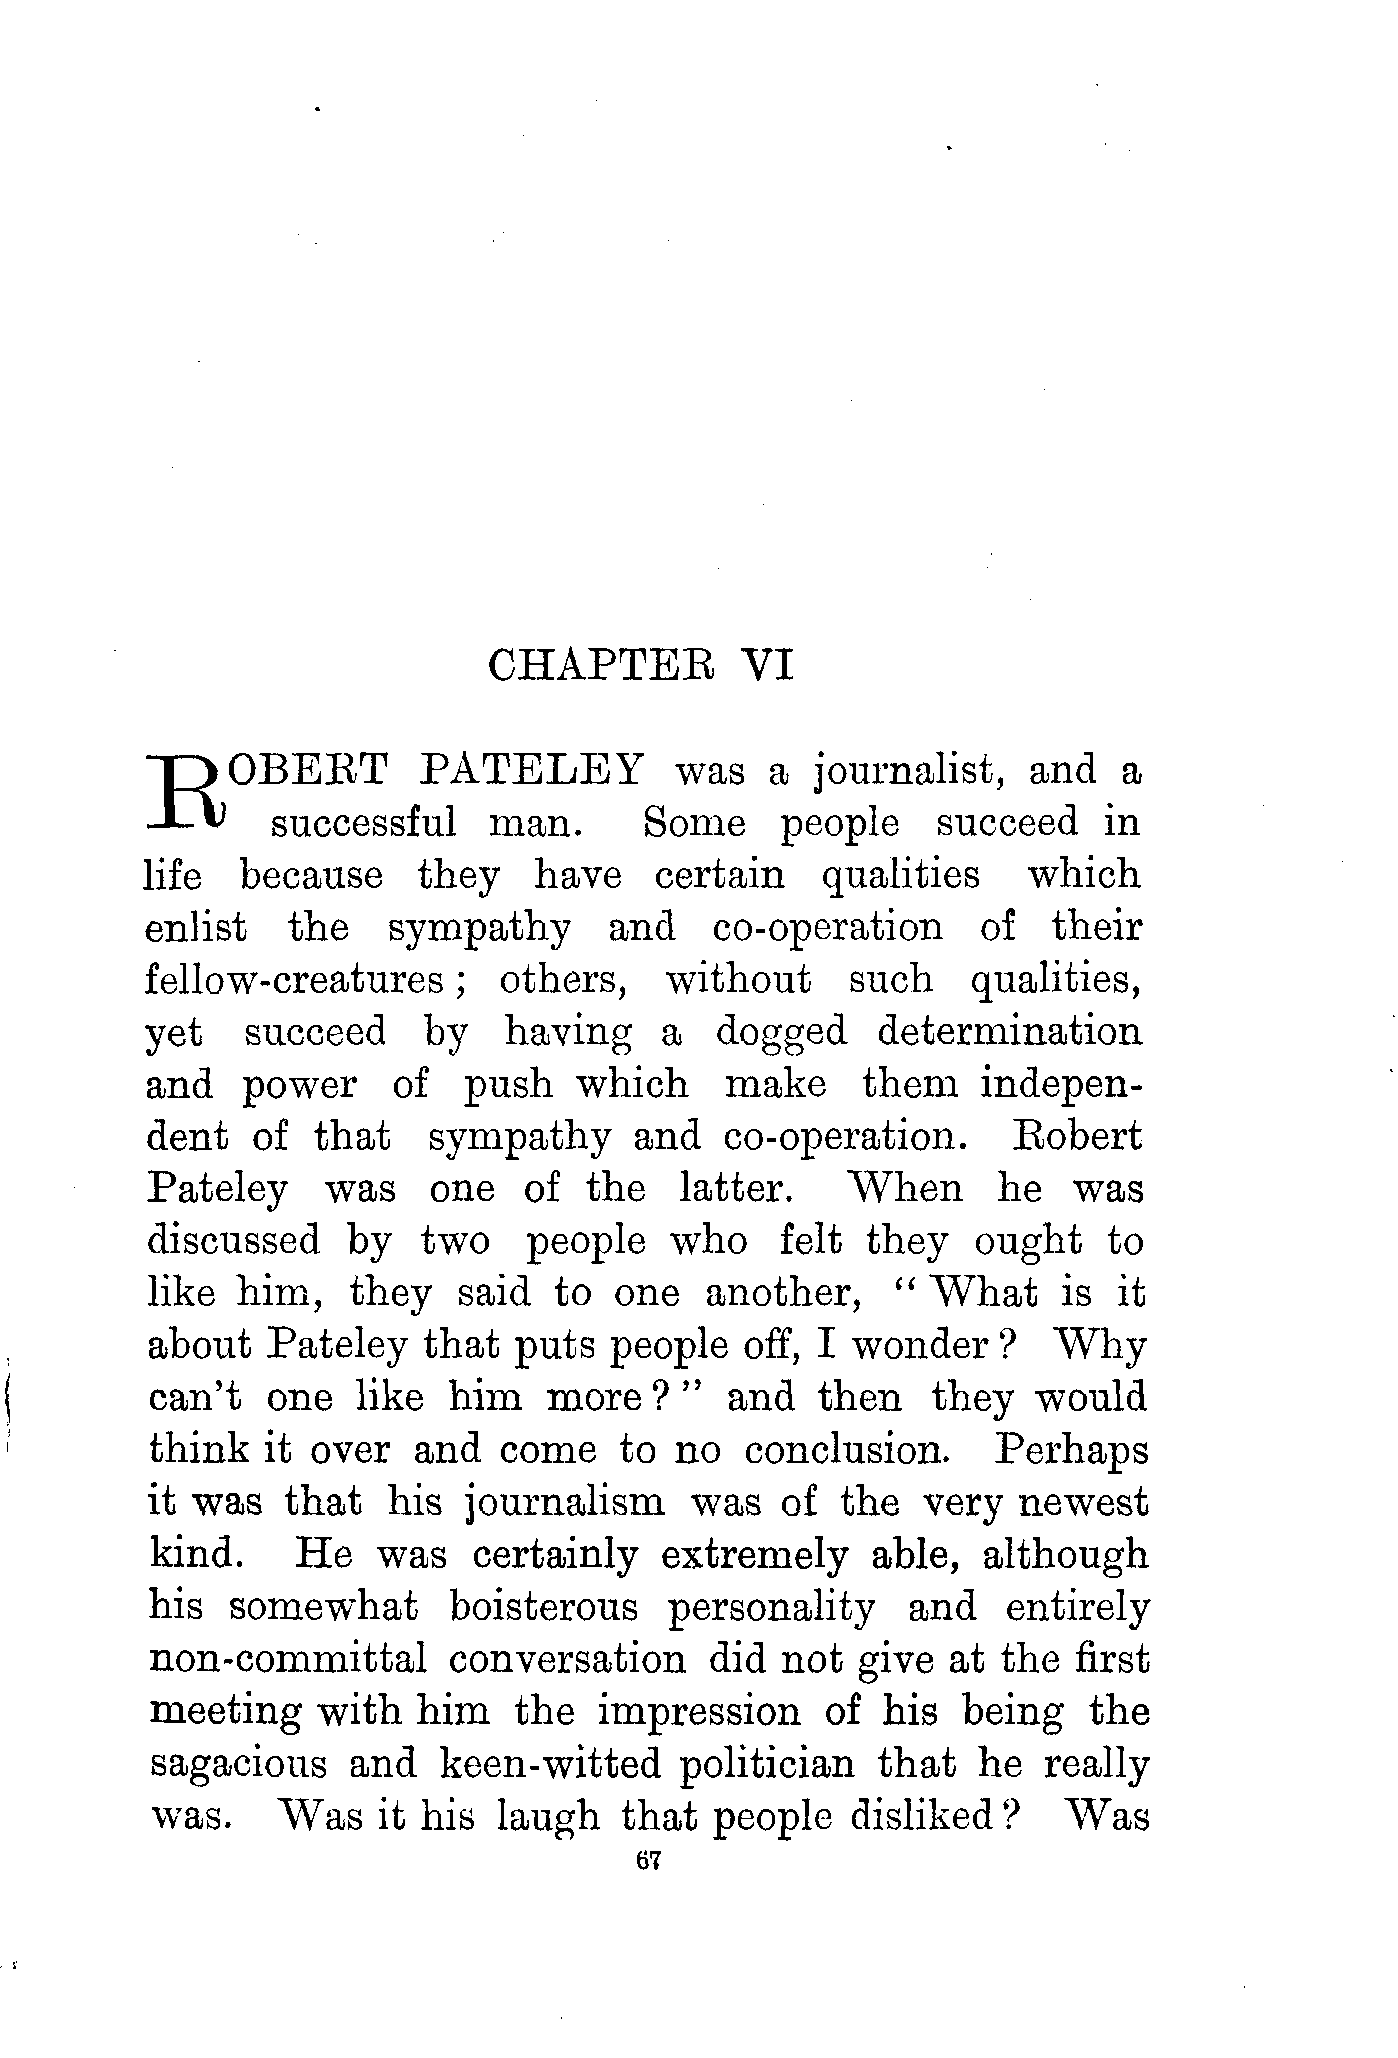 CHAPTER VI
ROBERT PATELEY was a journalist, and a
successful man. Some people succeed in
life because they have certain qualities which
enlist the sympathy and co-operation of their
fellow-creatures ; others, without such qualities,
yet succeed by having a dogged determination
and power of push which make them indepen-
dent of that sympathy and co-operation. Robert
Pateley was one of the latter. When he was
discussed by two people who felt they ought to
like him, they said to one another, “ What is it
about Pateley that puts people off, I wonder ? Why
can’t one like him more ? ” and then they would
think it over and come to no conclusion. Perhaps
it was that his journalism was of the very newest
kind. He was certainly extremely able, although
his somewhat boisterous personality and entirely
non-committal conversation did not give at the first
meeting with him the impression of his being the
sagacious and keen-witted politician that he really
was. Was it his laugh that people disliked ? Was
67